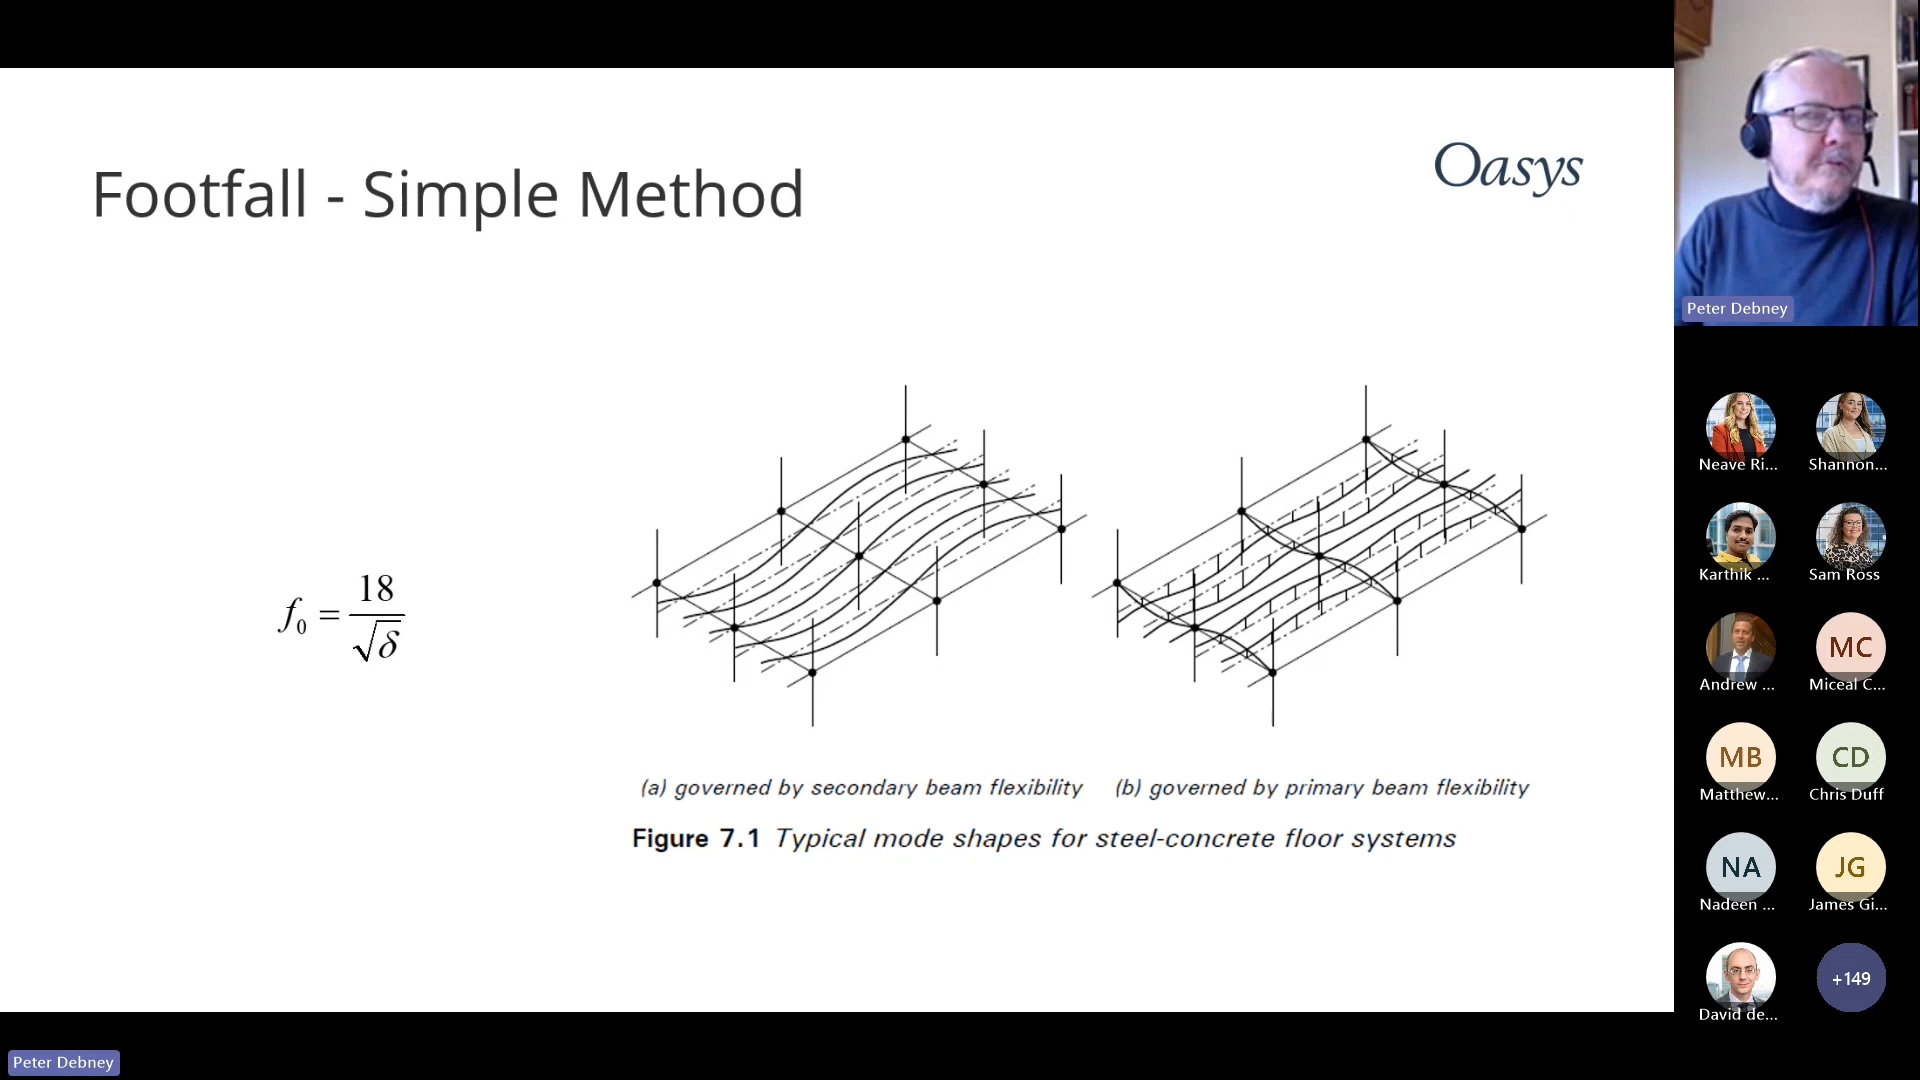 Footfall - Simple Method
Oasys
f₀ = 18 / √δ
(a) governed by secondary beam flexibility
(b) governed by primary beam flexibility
Figure 7.1 Typical mode shapes for steel-concrete floor systems
Peter Debney
Neave Ri...
Shannon...
Karthik ...
Sam Ross
Andrew ...
MC
Miceal C...
MB
Matthew...
CD
Chris Duff
NA
Nadeen ...
JG
James Gi...
David de...
+149
Peter Debney